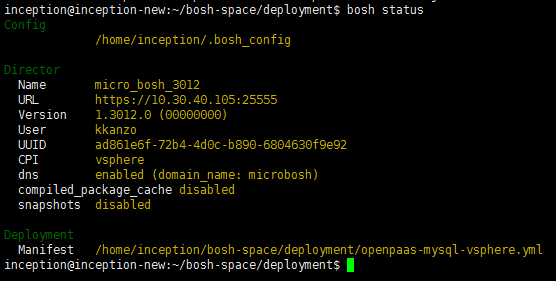 inception@inception-new:~/bosh-space/deployment$ bosh status
Config
/home/inception/.bosh_config
Director
Name micro_bosh_3012
URL https://10.30.40.105:25555
Version 1.3012.0 (00000000)
User kkanzo
UUID ad861e6f-72b4-4d0c-b890-6804630f9e92
CPI vsphere
dns enabled (domain_name: microbosh)
compiled_package_cache disabled
snapshots disabled
Deployment
Manifest /home/inception/bosh-space/deployment/openpaas-mysql-vsphere.yml
inception@inception-new:~/bosh-space/deployment$